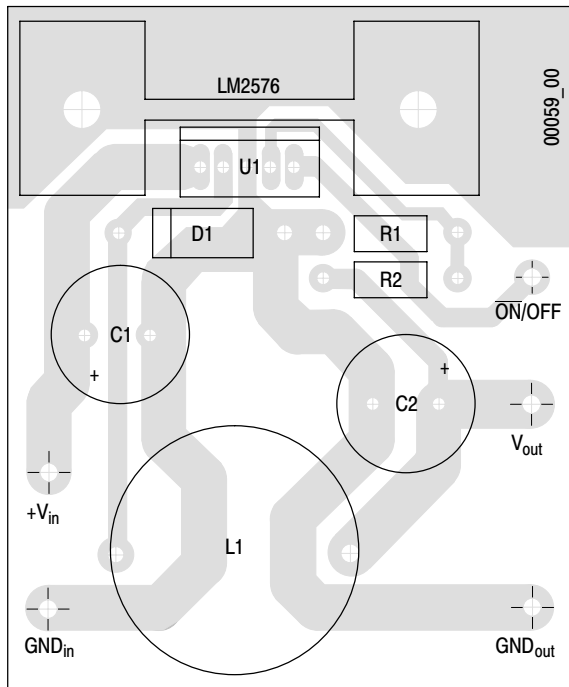 LM2576
00059_00
U1
D1
R1
R2
ON/OFF
C1
+
+
C2
Vout
+Vin
L1
GNDin
GNDout